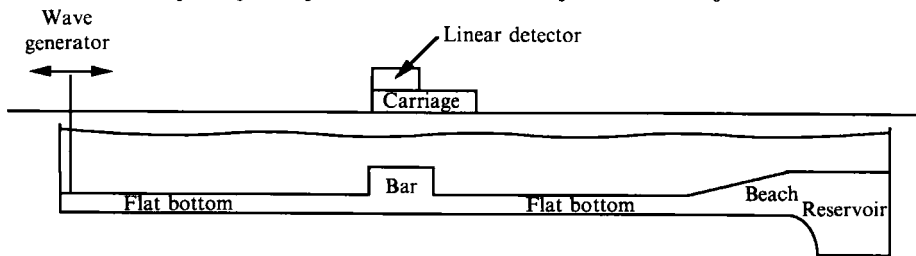 Wave
generator
Linear detector
Carriage
Bar
Flat bottom
Flat bottom
Beach
Reservoir